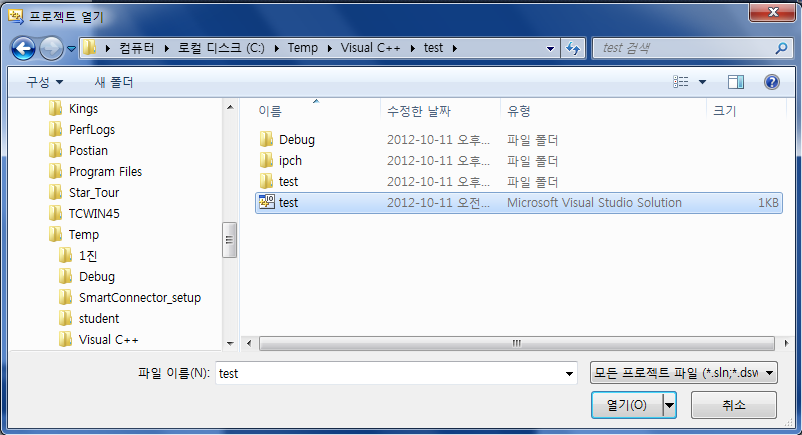 프로젝트 열기
컴퓨터 ▸ 로컬 디스크 (C:) ▸ Temp ▸ Visual C++ ▸ test ▸
test 검색
구성 새 폴더
Kings
PerfLogs
Postian
Program Files
Star_Tour
TCWIN45
Temp
1진
Debug
SmartConnector_setup
student
Visual C++
이름 수정한 날짜 유형 크기
Debug 2012-10-11 오후... 파일 폴더
ipch 2012-10-11 오후... 파일 폴더
test 2012-10-11 오후... 파일 폴더
test 2012-10-11 오전... Microsoft Visual Studio Solution 1KB
파일 이름(N): test 모든 프로젝트 파일 (*.sln;*.dsw
열기(O) 취소